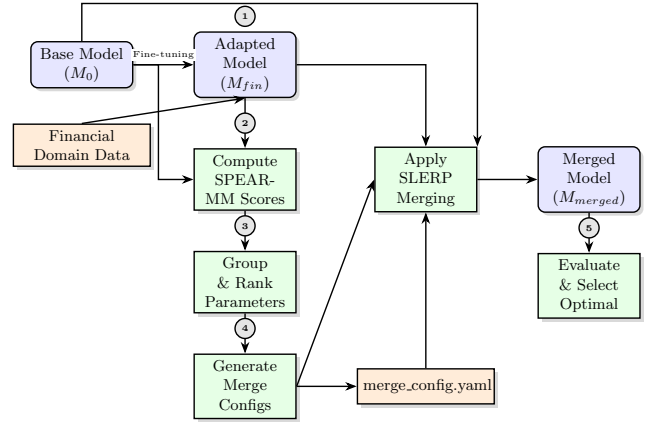 1
Base Model
(M0)
Fine-tuning
Adapted
Model
(Mfin)
Financial
Domain Data
2
Compute
SPEAR-
MM Scores
Apply
SLERP
Merging
Merged
Model
(Mmerged)
3
5
Group
& Rank
Parameters
Evaluate
& Select
Optimal
4
Generate
Merge
Configs
merge_config.yaml